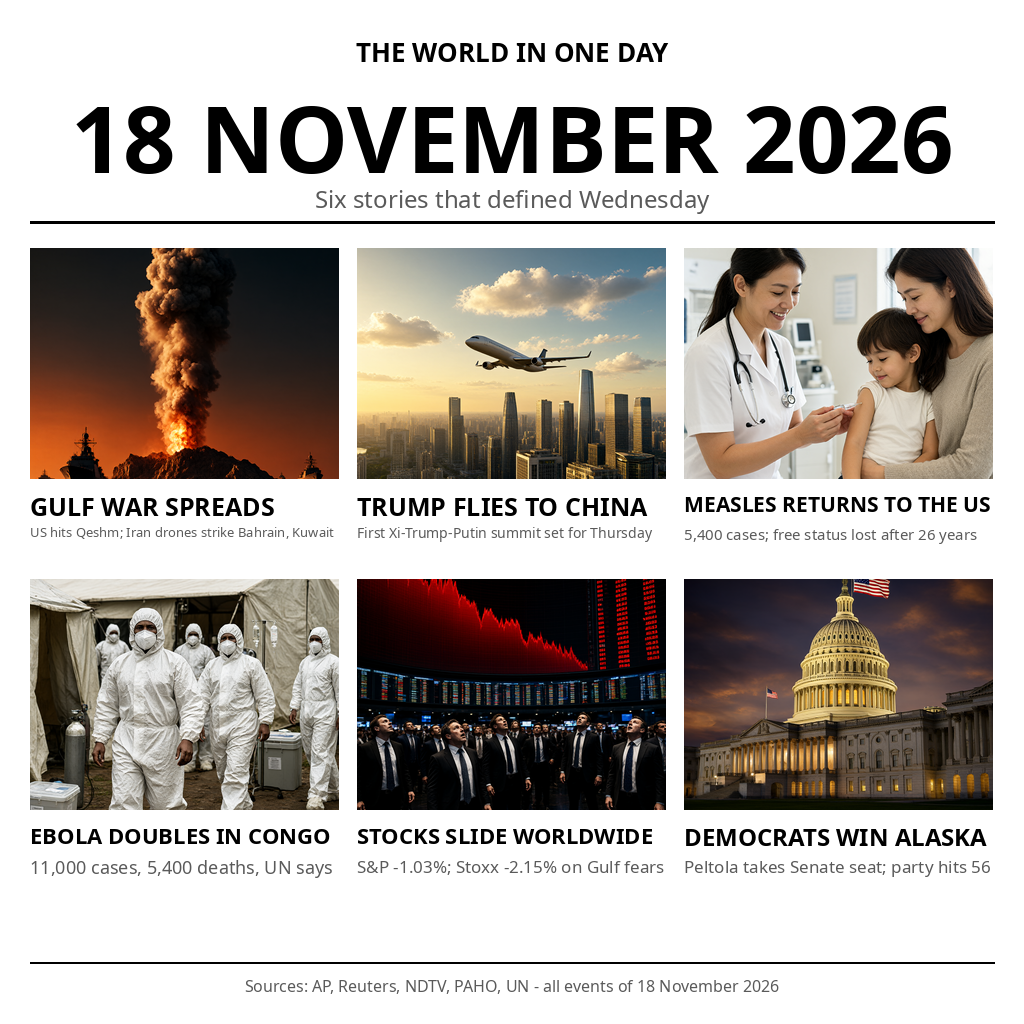 THE WORLD IN ONE DAY
18 NOVEMBER 2026
Six stories that defined Wednesday
GULF WAR SPREADS
US hits Qeshm; Iran drones strike Bahrain, Kuwait
TRUMP FLIES TO CHINA
First Xi-Trump-Putin summit set for Thursday
MEASLES RETURNS TO THE US
5,400 cases; free status lost after 26 years
EBOLA DOUBLES IN CONGO
11,000 cases, 5,400 deaths, UN says
STOCKS SLIDE WORLDWIDE
S&P -1.03%; Stoxx -2.15% on Gulf fears
DEMOCRATS WIN ALASKA
Peltola takes Senate seat; party hits 56
Sources: AP, Reuters, NDTV, PAHO, UN - all events of 18 November 2026